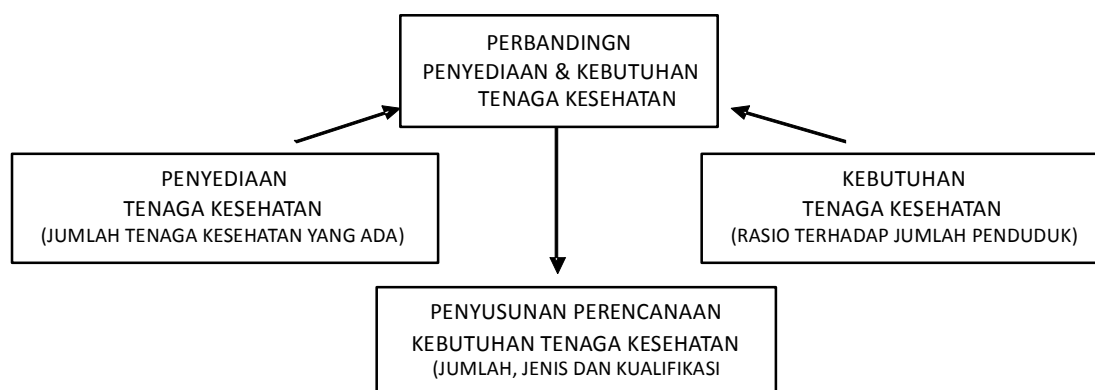 PERBANDINGN
PENYEDIAAN & KEBUTUHAN
TENAGA KESEHATAN
PENYEDIAAN
TENAGA KESEHATAN
(JUMLAH TENAGA KESEHATAN YANG ADA)
KEBUTUHAN
TENAGA KESEHATAN
(RASIO TERHADAP JUMLAH PENDUDUK)
PENYUSUNAN PERENCANAAN
KEBUTUHAN TENAGA KESEHATAN
(JUMLAH, JENIS DAN KUALIFIKASI